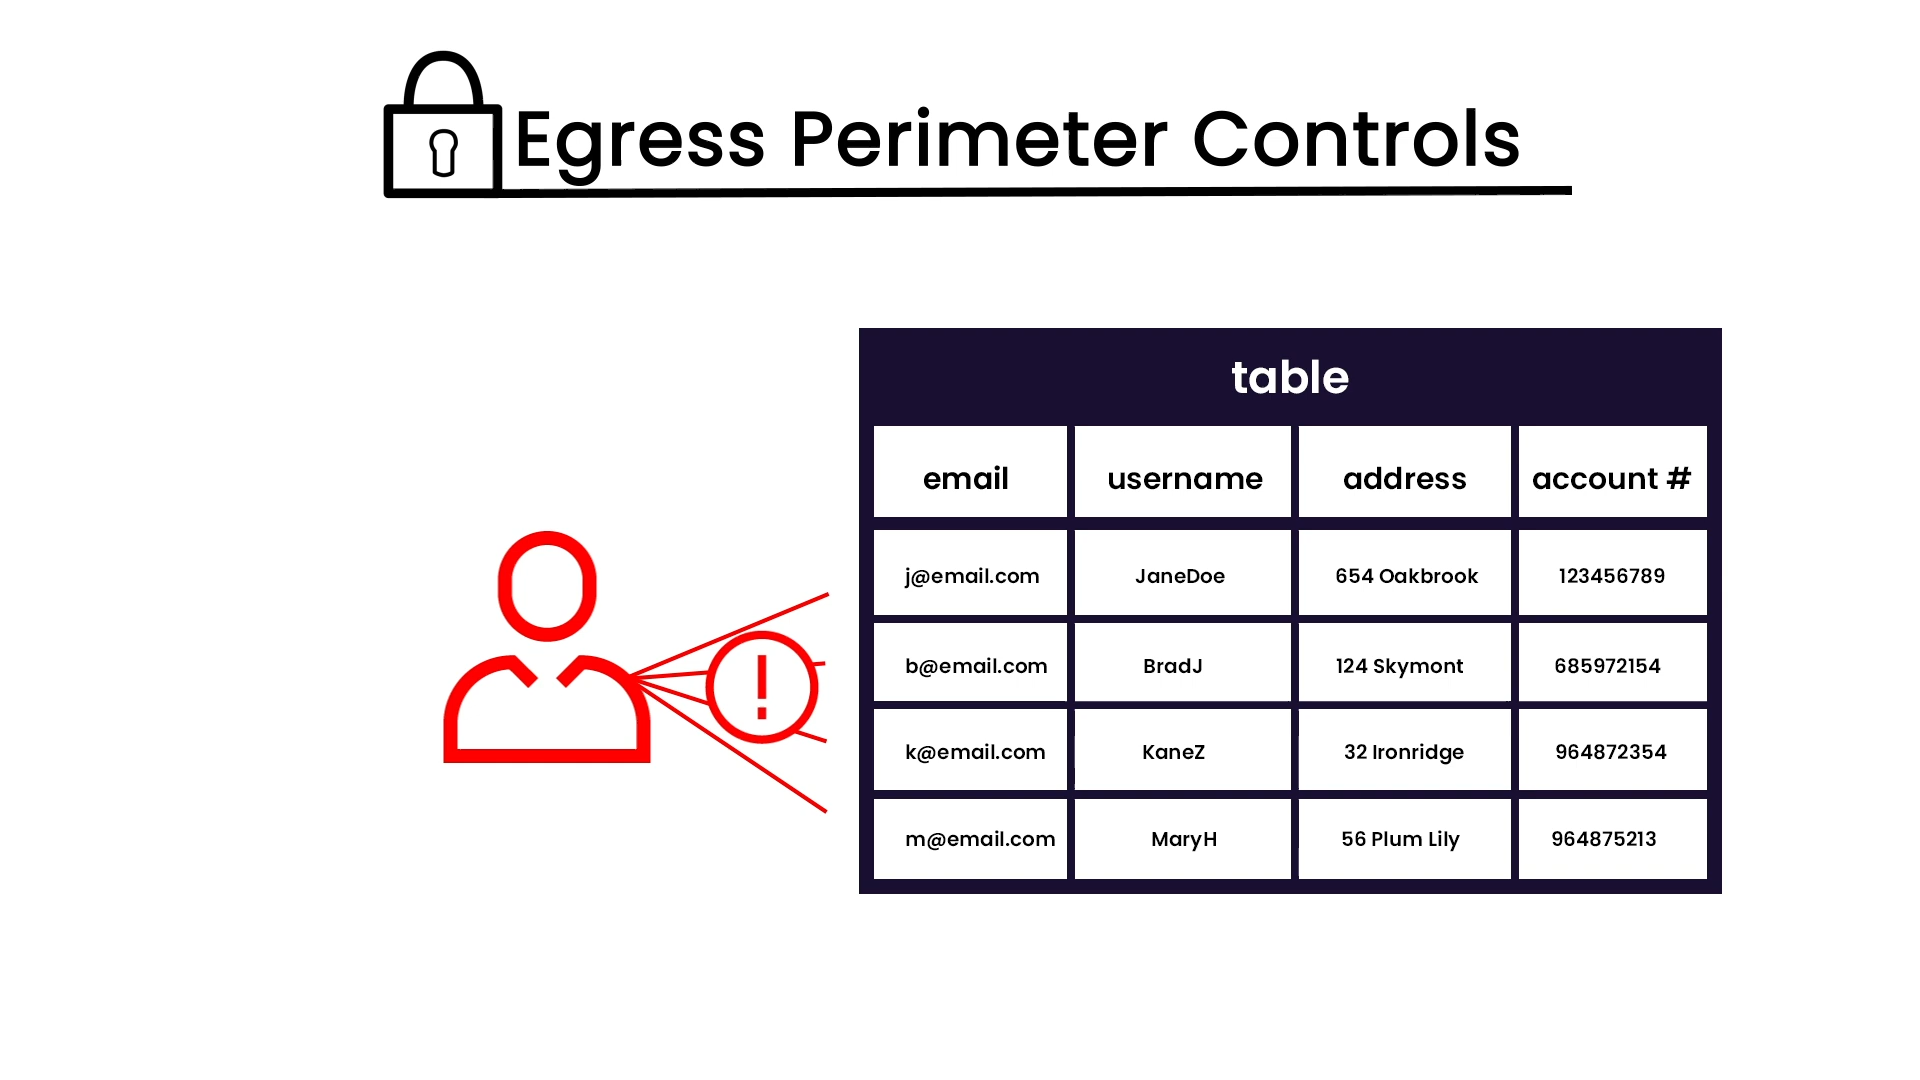 Egress Perimeter Controls
table
email username address account #
j@email.com JaneDoe 654 Oakbrook 123456789
b@email.com BradJ 124 Skymont 685972154
! k@email.com KaneZ 32 Ironridge 964872354
m@email.com MaryH 56 Plum Lily 964875213